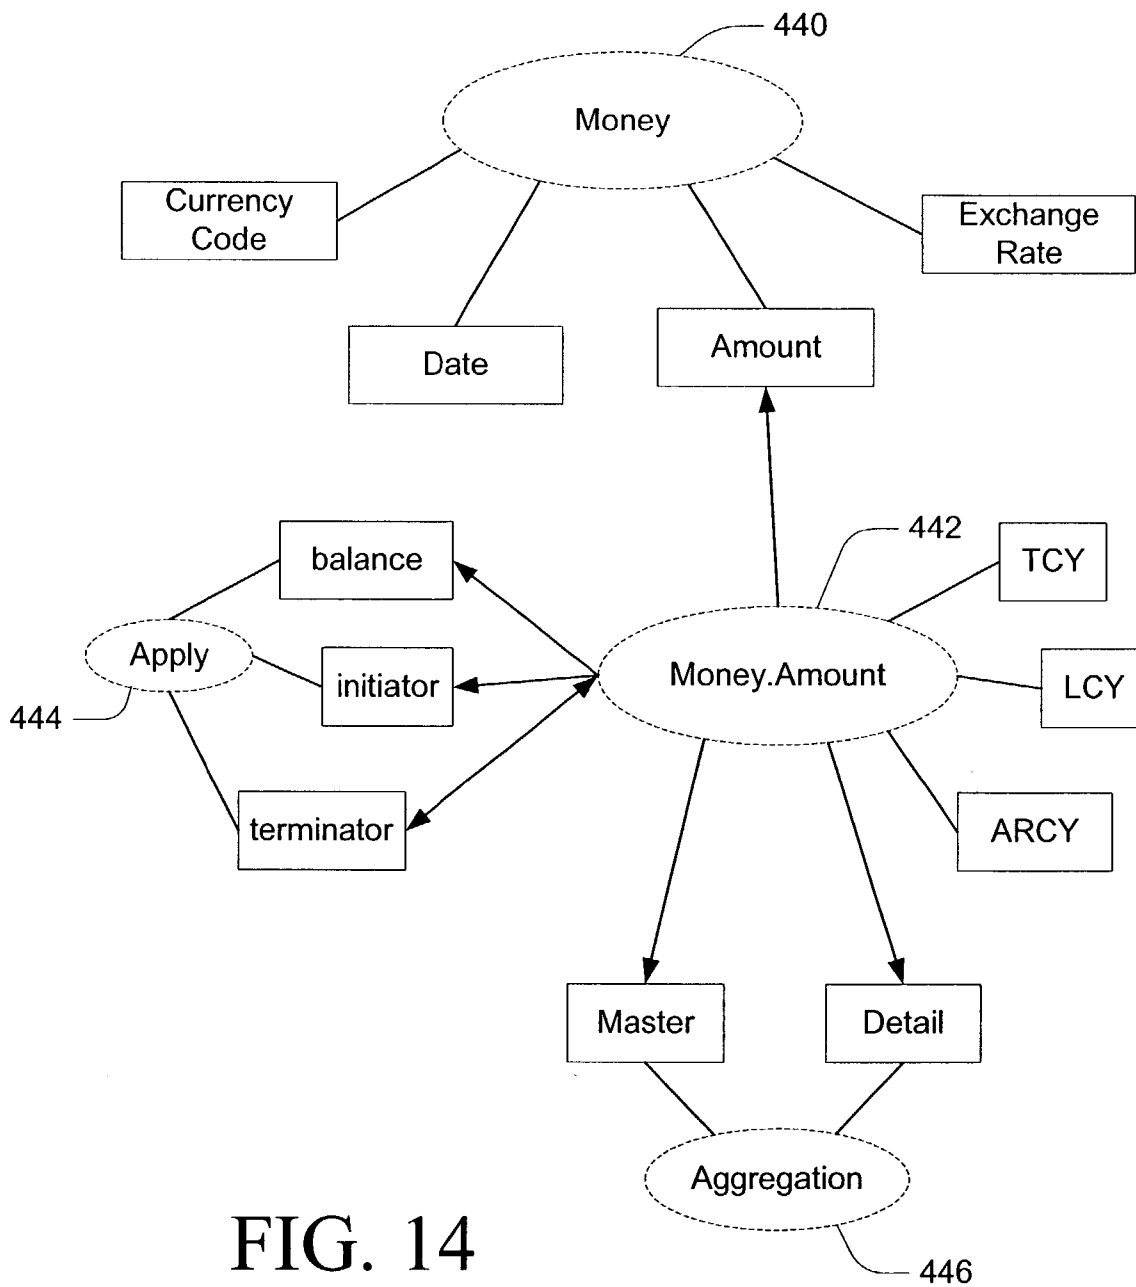 440
Money
Currency
Code
Exchange
Rate
Date
Amount
442
balance
TCY
Apply
initiator
Money.Amount
LCY
444
terminator
ARCY
Master
Detail
Aggregation
FIG. 14
446